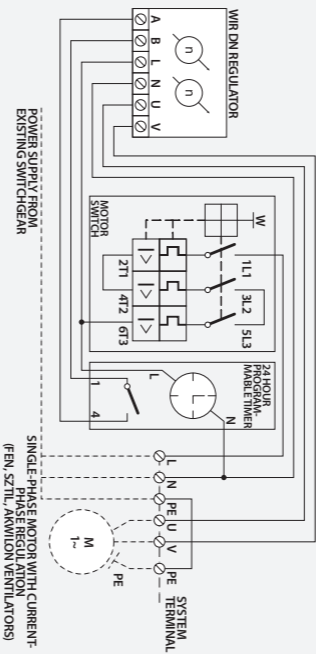 WIR DN REGULATOR
n
n
A
B
L
N
U
V
W
MOTOR
SWITCH
I>
I>
I>
1L1
3L2
5L3
2T1
4T2
6T3
24 HOUR
PROGRAM-
MABLE TIMER
L
N
1
4
L
N
PE
U
V
PE
SYSTEM
TERMINAL
POWER SUPPLY FROM
EXISTING SWITCHGEAR
M
1~
PE
SINGLE-PHASE MOTOR WITH CURRENT-
PHASE REGULATION
(FEN, SZTIL, AKWILON VENTILATORS)